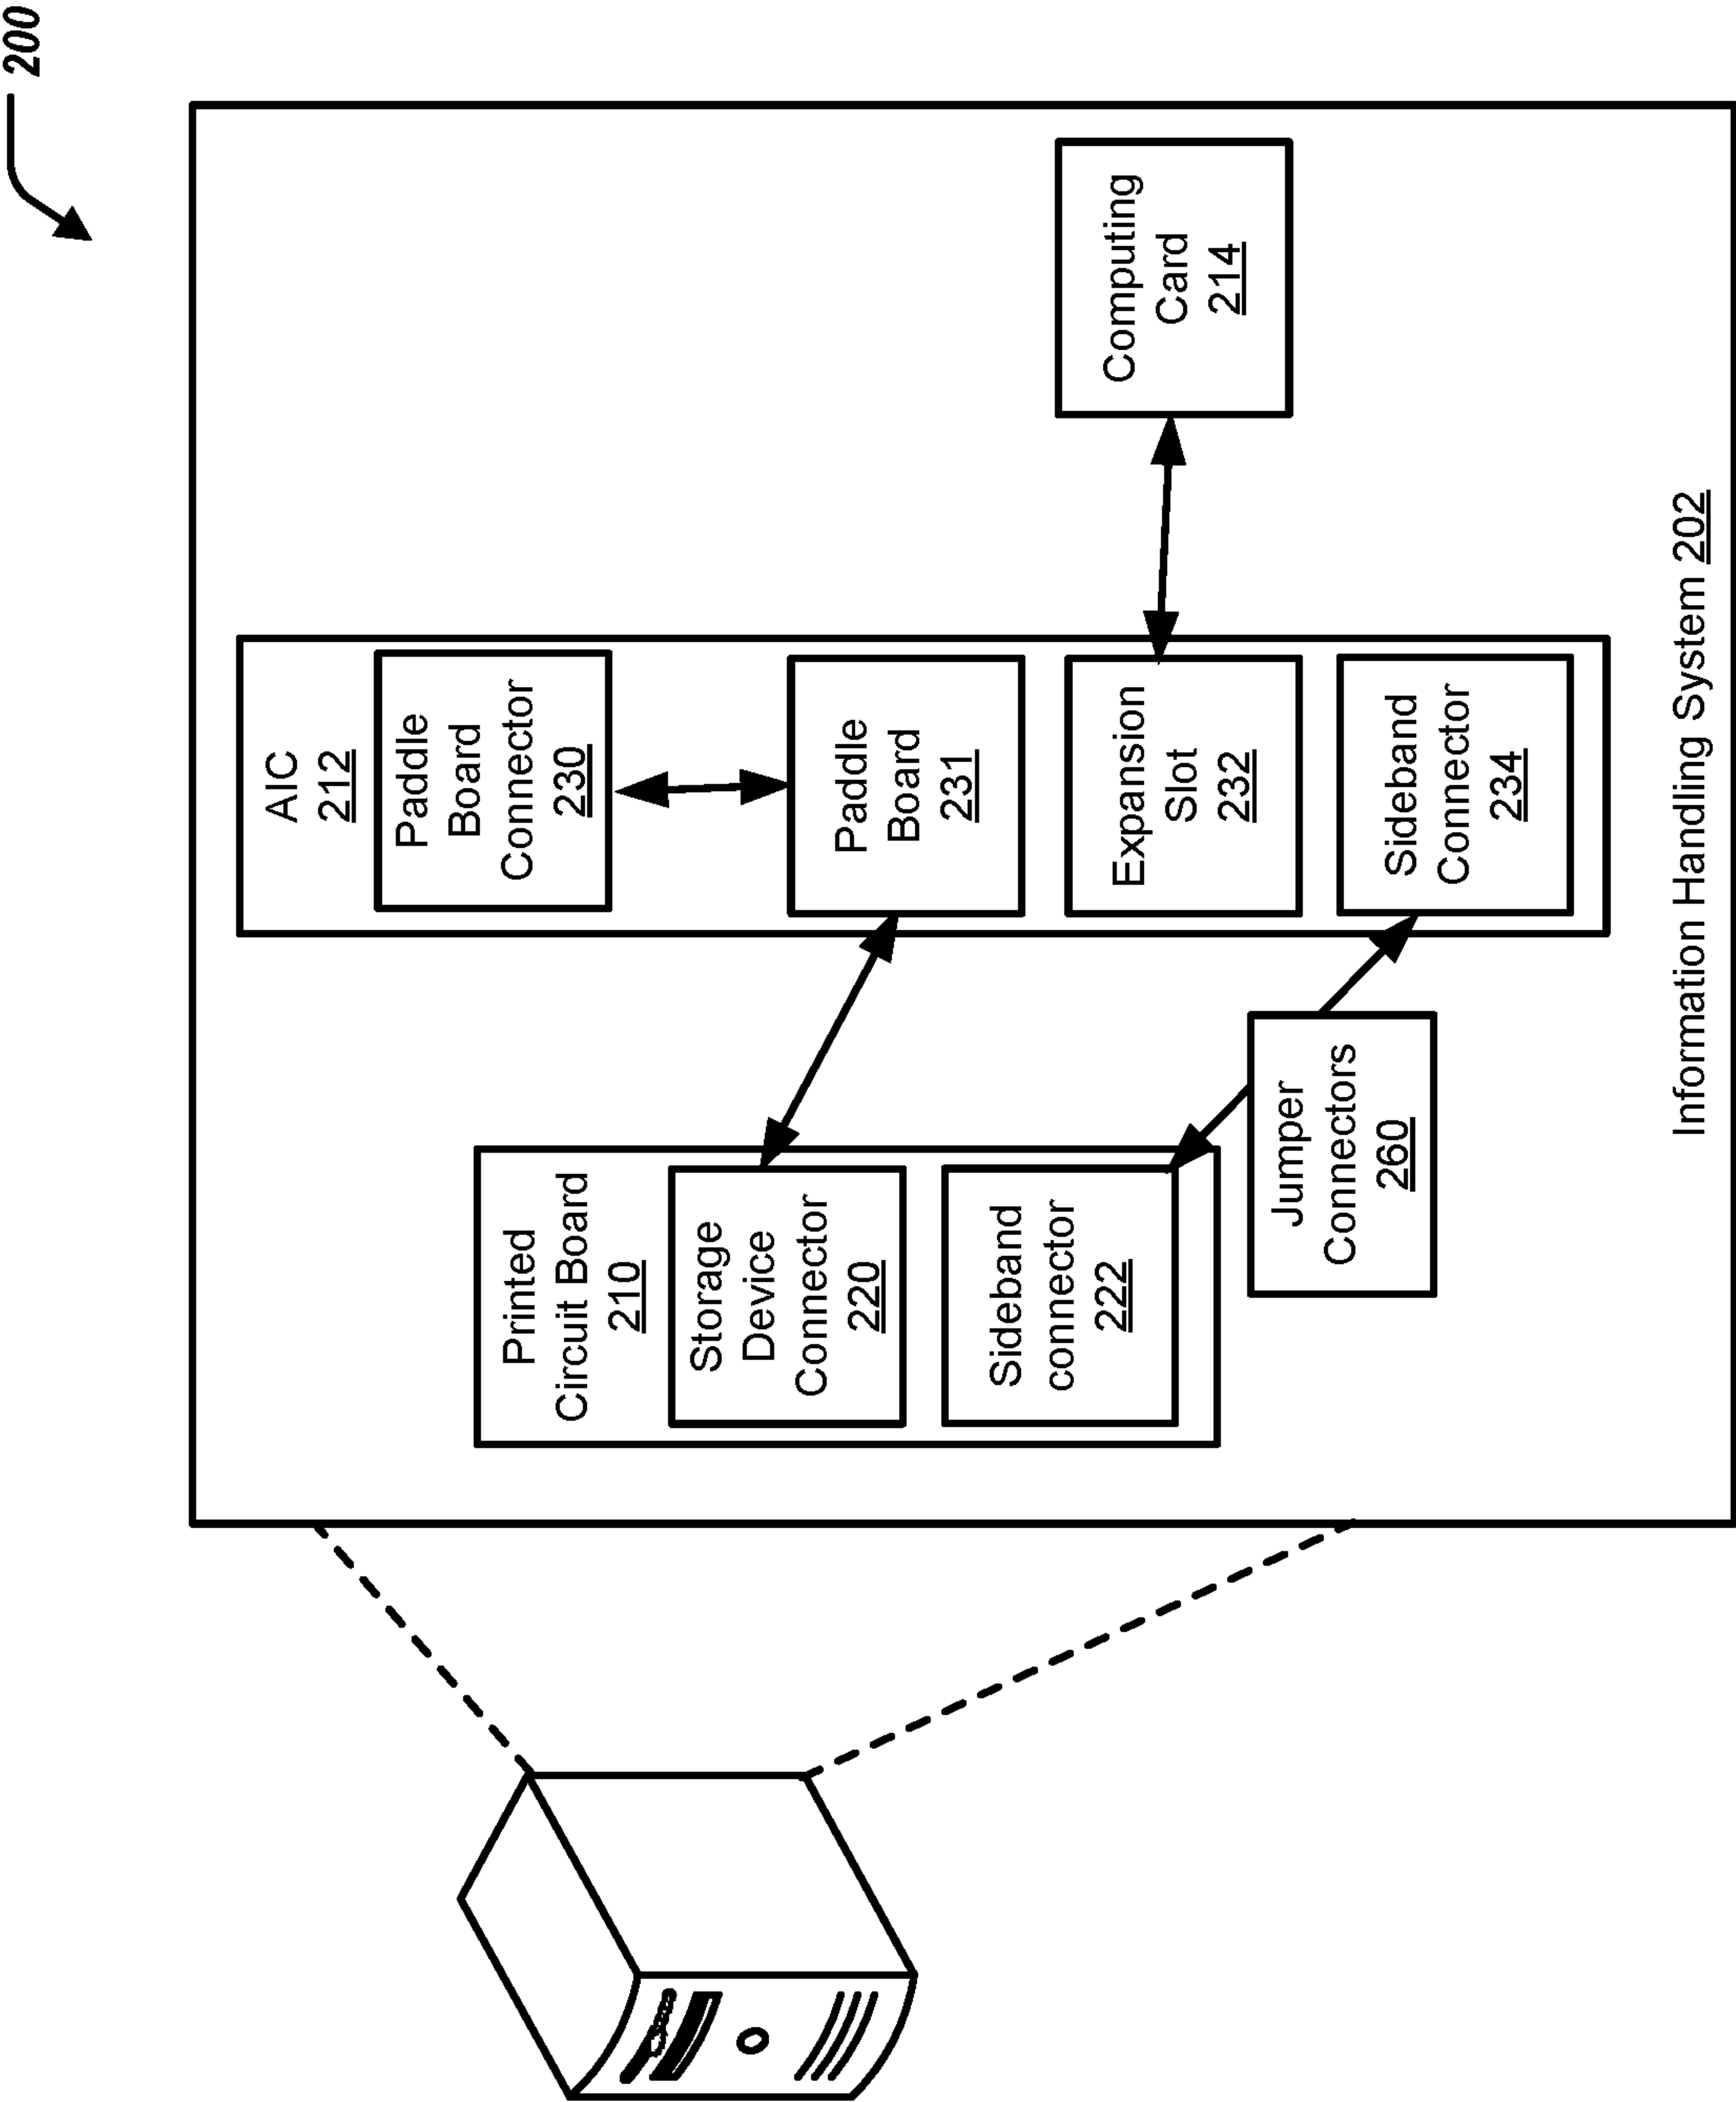 200
Printed
Circuit Board
210
Storage
Device
Connector
220
Sideband
connector
222
Jumper
Connectors
260
AIC
212
Paddle
Board
Connector
230
Paddle
Board
231
Expansion
Slot
232
Sideband
Connector
234
Computing
Card
214
Information Handling System 202